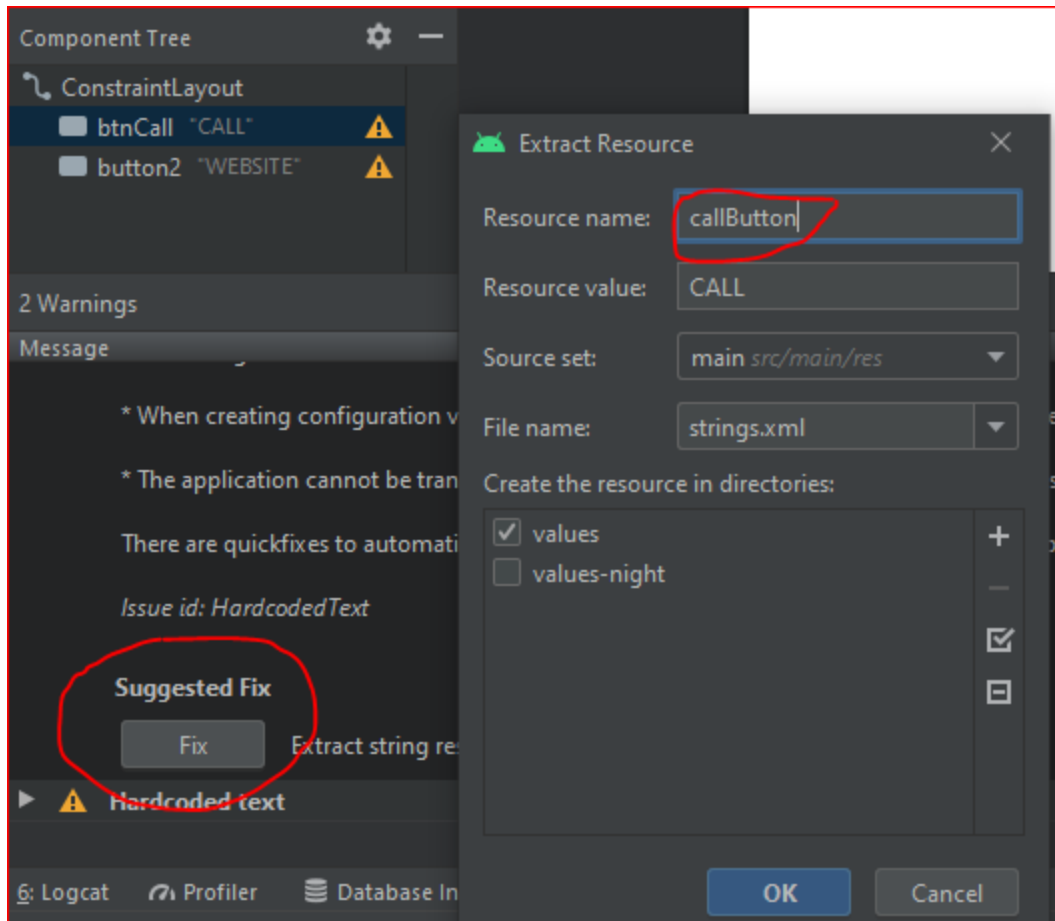 Component Tree
ConstraintLayout
btnCall "CALL"
button2 "WEBSITE"
2 Warnings
Message
* When creating configuration v
* The application cannot be tran
There are quickfixes to automati
Issue id: HardcodedText
Suggested Fix
Fix Extract string re
Hardcoded text
6: Logcat Profiler Database In
Extract Resource
Resource name: callButton
Resource value: CALL
Source set: main src/main/res
File name: strings.xml
Create the resource in directories:
values
values-night
OK Cancel